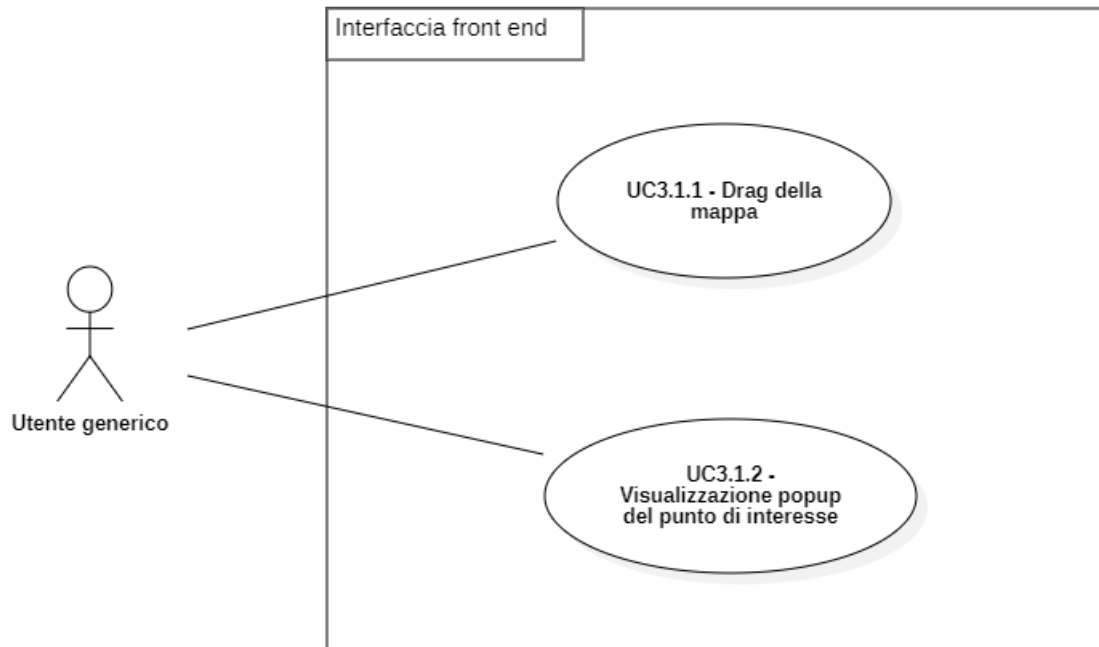 Interfaccia front end
UC3.1.1 - Drag della
mappa
Utente generico
UC3.1.2 -
Visualizzazione popup
del punto di interesse